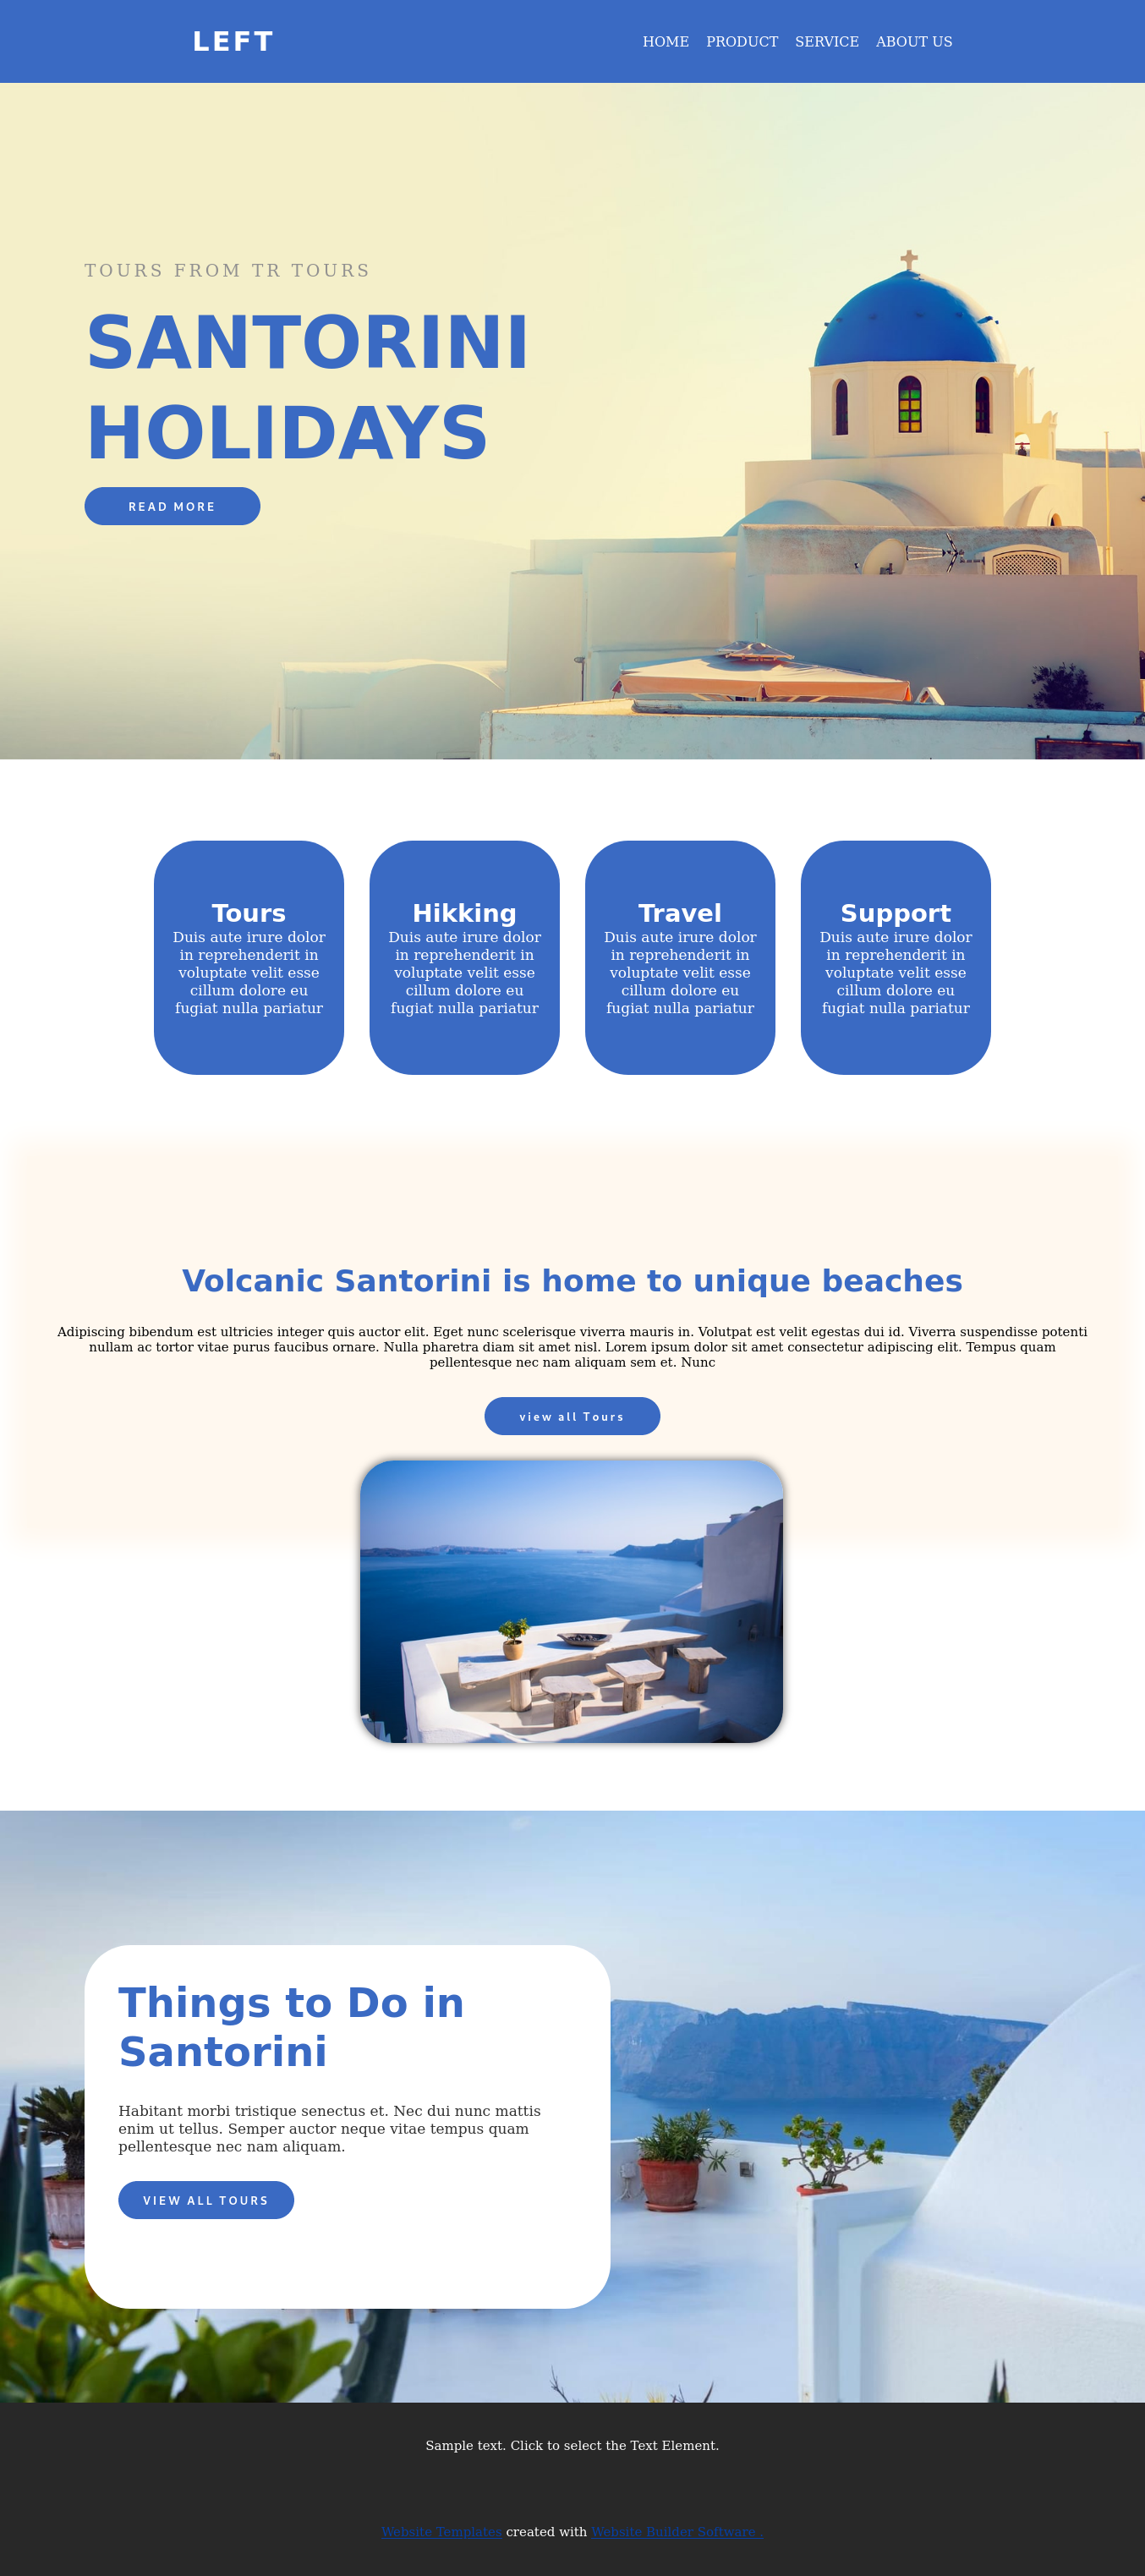 LEFT
HOME PRODUCT SERVICE ABOUT US
TOURS FROM TR TOURS
SANTORINI
HOLIDAYS
READ MORE
Tours
Duis aute irure dolor
in reprehenderit in
voluptate velit esse
cillum dolore eu
fugiat nulla pariatur
Hikking
Duis aute irure dolor
in reprehenderit in
voluptate velit esse
cillum dolore eu
fugiat nulla pariatur
Travel
Duis aute irure dolor
in reprehenderit in
voluptate velit esse
cillum dolore eu
fugiat nulla pariatur
Support
Duis aute irure dolor
in reprehenderit in
voluptate velit esse
cillum dolore eu
fugiat nulla pariatur
Volcanic Santorini is home to unique beaches
Adipiscing bibendum est ultricies integer quis auctor elit. Eget nunc scelerisque viverra mauris in. Volutpat est velit egestas dui id. Viverra suspendisse potenti
nullam ac tortor vitae purus faucibus ornare. Nulla pharetra diam sit amet nisl. Lorem ipsum dolor sit amet consectetur adipiscing elit. Tempus quam
pellentesque nec nam aliquam sem et. Nunc
view all Tours
Things to Do in
Santorini
Habitant morbi tristique senectus et. Nec dui nunc mattis
enim ut tellus. Semper auctor neque vitae tempus quam
pellentesque nec nam aliquam.
VIEW ALL TOURS
Sample text. Click to select the Text Element.
Website Templates created with Website Builder Software .